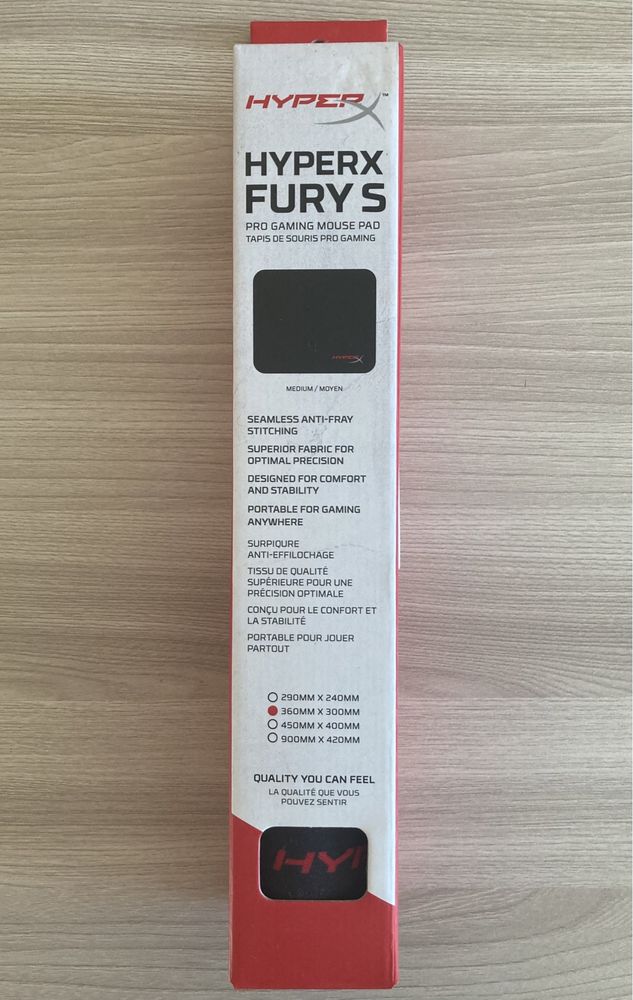 HYPERX™
HYPERX
FURY S
PRO GAMING MOUSE PAD
TAPIS DE SOURIS PRO GAMING
HYPERX
MEDIUM / MOYEN
SEAMLESS ANTI-FRAY
STITCHING
SUPERIOR FABRIC FOR
OPTIMAL PRECISION
DESIGNED FOR COMFORT
AND STABILITY
PORTABLE FOR GAMING
ANYWHERE
SURPIQURE
ANTI-EFFILOCHAGE
TISSU DE QUALITÉ
SUPÉRIEURE POUR UNE
PRÉCISION OPTIMALE
CONÇU POUR LE CONFORT ET
LA STABILITÉ
PORTABLE POUR JOUER
PARTOUT
290MM X 240MM
360MM X 300MM
450MM X 400MM
900MM X 420MM
QUALITY YOU CAN FEEL
LA QUALITÉ QUE VOUS
POUVEZ SENTIR
HYP